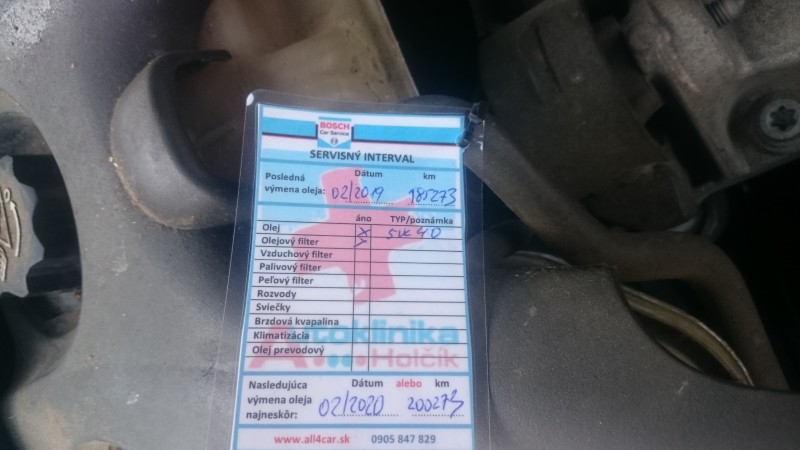 BOSCH
Car Service
SERVISNÝ INTERVAL
Dátum km
Posledná
výmena oleja: 02/2019 185273
áno TYP/poznámka
Olej X 5W40
Olejový filter X
Vzduchový filter
Palivový filter
Peľový filter
Rozvody
Sviečky
Brzdová kvapalina
Klimatizácia
Olej prevodový
Autoklinika
Holčík
Nasledujúca Dátum alebo km
výmena oleja
najneskôr: 02/2020 200273
www.all4car.sk 0905 847 829